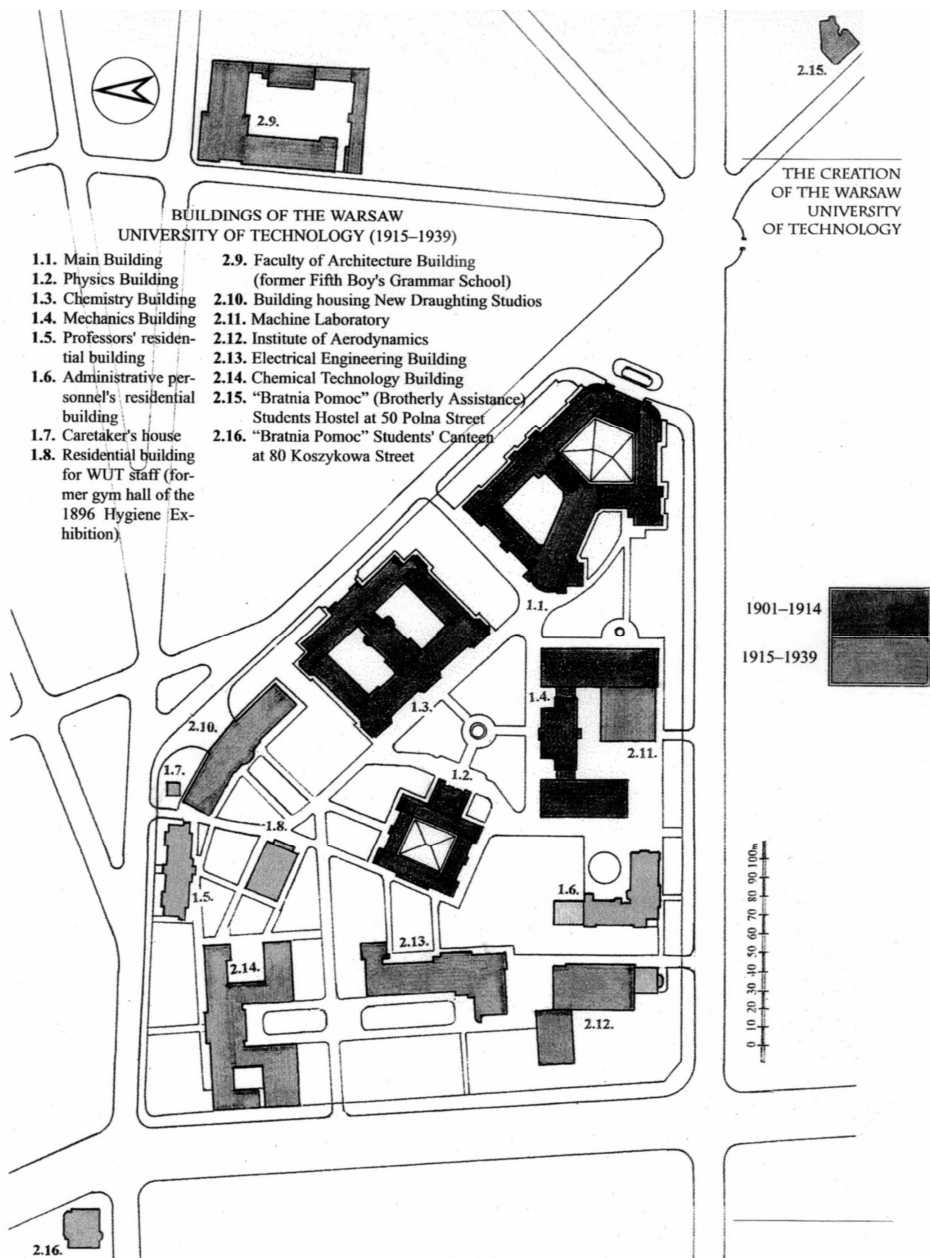 2.15.
2.9.
THE CREATION
OF THE WARSAW
UNIVERSITY
OF TECHNOLOGY
BUILDINGS OF THE WARSAW
UNIVERSITY OF TECHNOLOGY (1915–1939)
1.1. Main Building
1.2. Physics Building
1.3. Chemistry Building
1.4. Mechanics Building
1.5. Professors' residen-
tial building
1.6. Administrative per-
sonnel's residential
building
1.7. Caretaker's house
1.8. Residential building
for WUT staff (for-
mer gym hall of the
1896 Hygiene Ex-
hibition)
2.9. Faculty of Architecture Building
(former Fifth Boy's Grammar School)
2.10. Building housing New Draughting Studios
2.11. Machine Laboratory
2.12. Institute of Aerodynamics
2.13. Electrical Engineering Building
2.14. Chemical Technology Building
2.15. “Bratnia Pomoc” (Brotherly Assistance)
Students Hostel at 50 Polna Street
2.16. “Bratnia Pomoc” Students' Canteen
at 80 Koszykowa Street
1.1.
1901–1914
1915–1939
1.4.
1.3.
2.10.
2.11.
1.7.
1.2.
1.8.
1.6.
1.5.
2.13.
2.14.
2.12.
0 10 20 30 40 50 60 70 80 90 100m
2.16.